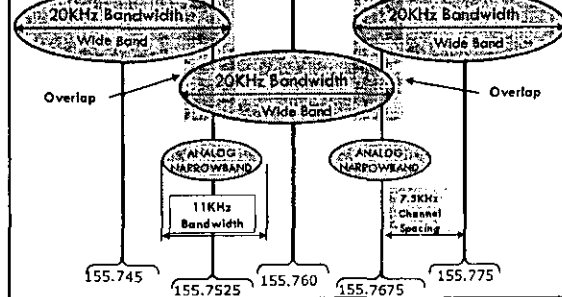 20KHz Bandwidth
Wide Band
20KHz Bandwidth
Wide Band
Overlap
20KHz Bandwidth
Wide Band
Overlap
ANALOG
NARROWBAND
ANALOG
NARROWBAND
11KHz
Bandwidth
7.5KHz
Channel
Spacing
155.745
155.7525
155.760
155.7675
155.775